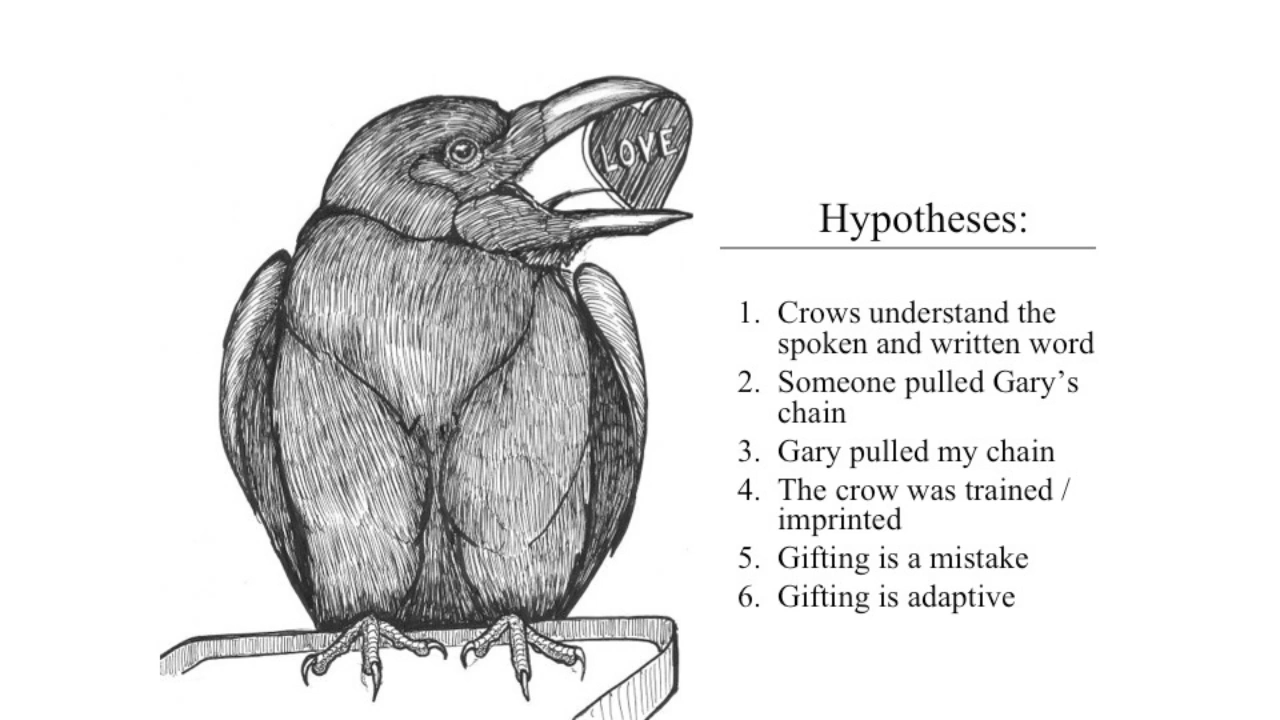 LOVE
Hypotheses:
1. Crows understand the
spoken and written word
2. Someone pulled Gary’s
chain
3. Gary pulled my chain
4. The crow was trained /
imprinted
5. Gifting is a mistake
6. Gifting is adaptive